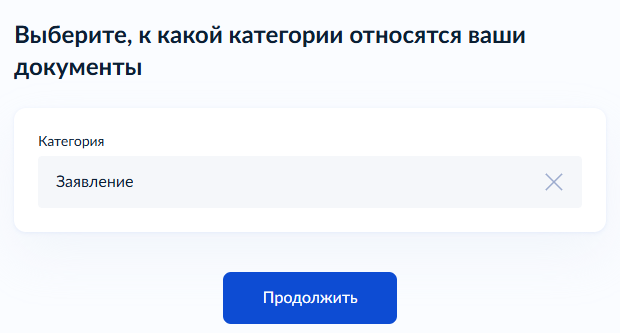 Выберите, к какой категории относятся ваши
документы
Категория
Заявление
Продолжить